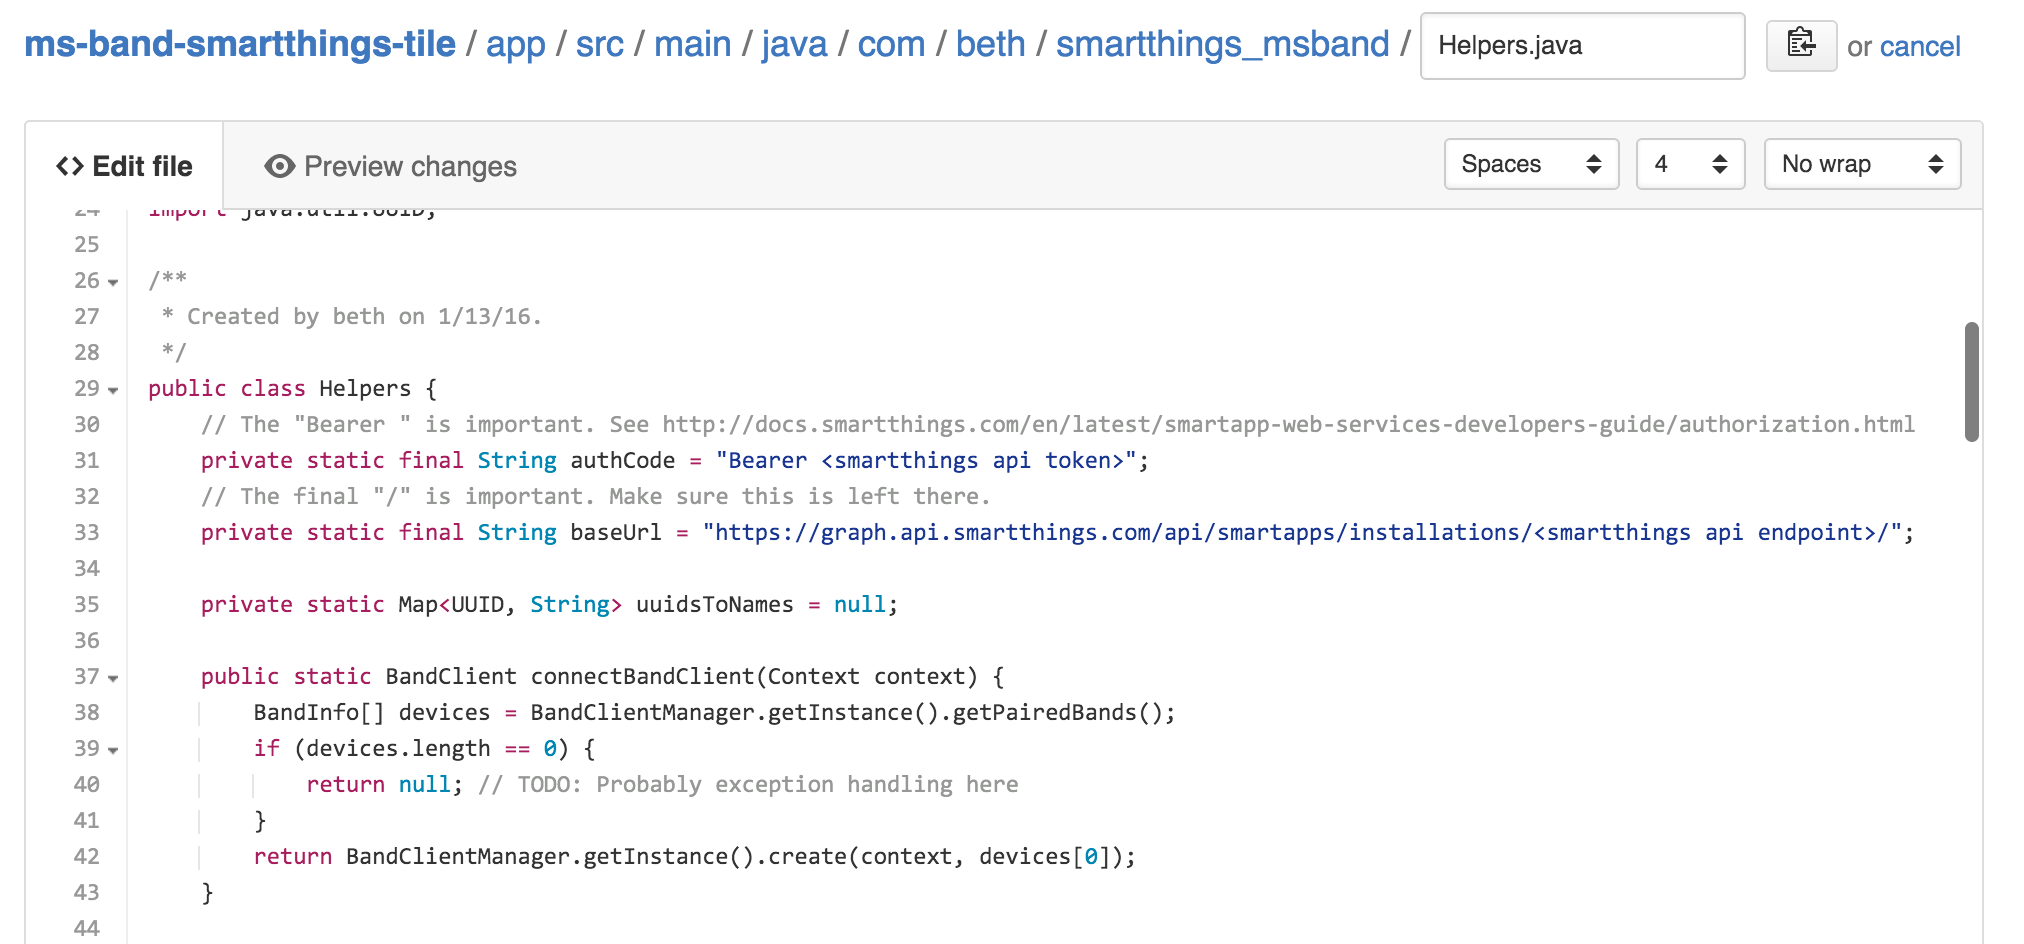 ms-band-smartthings-tile / app / src / main / java / com / beth / smartthings_msband / Helpers.java or cancel
<> Edit file Preview changes Spaces 4 No wrap
24 import java.util.UUID;
25
26 /**
27 * Created by beth on 1/13/16.
28 */
29 public class Helpers {
30 // The "Bearer " is important. See http://docs.smartthings.com/en/latest/smartapp-web-services-developers-guide/authorization.html
31 private static final String authCode = "Bearer <smartthings api token>";
32 // The final "/" is important. Make sure this is left there.
33 private static final String baseUrl = "https://graph.api.smartthings.com/api/smartapps/installations/<smartthings api endpoint>/";
34
35 private static Map<UUID, String> uuidsToNames = null;
36
37 public static BandClient connectBandClient(Context context) {
38 BandInfo[] devices = BandClientManager.getInstance().getPairedBands();
39 if (devices.length == 0) {
40 return null; // TODO: Probably exception handling here
41 }
42 return BandClientManager.getInstance().create(context, devices[0]);
43 }
44